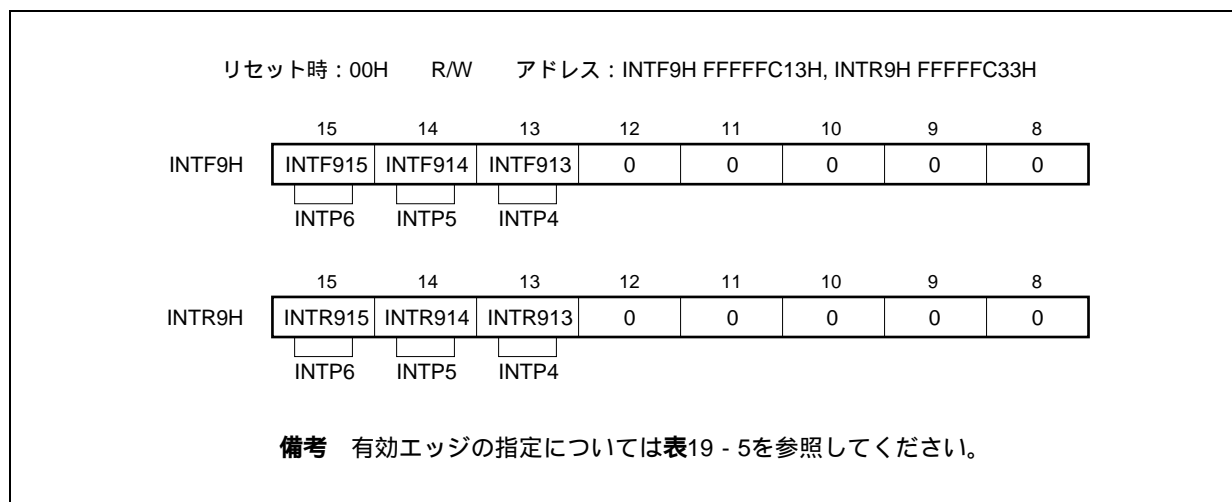 リセット時：00H R/W アドレス：INTF9H FFFFFC13H, INTR9H FFFFFC33H
15 14 13 12 11 10 9 8
INTF9H INTF915 INTF914 INTF913 0 0 0 0 0
INTP6 INTP5 INTP4
15 14 13 12 11 10 9 8
INTR9H INTR915 INTR914 INTR913 0 0 0 0 0
INTP6 INTP5 INTP4
備考 有効エッジの指定については表19 - 5を参照してください。